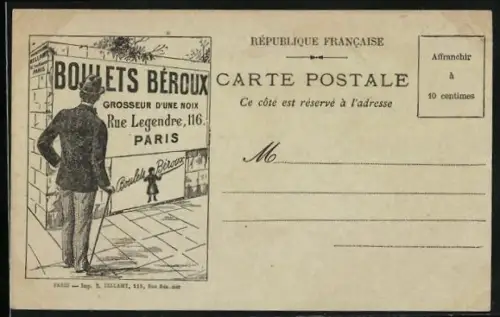 BOULETS BÉROUX
GROSSEUR D'UNE NOIX
Rue Legendre, 116.
PARIS
Boulets Béroux
PARIS
RÉPUBLIQUE FRANÇAISE
CARTE POSTALE
Ce côté est réservé à l'adresse
Affranchir
à
10 centimes
M